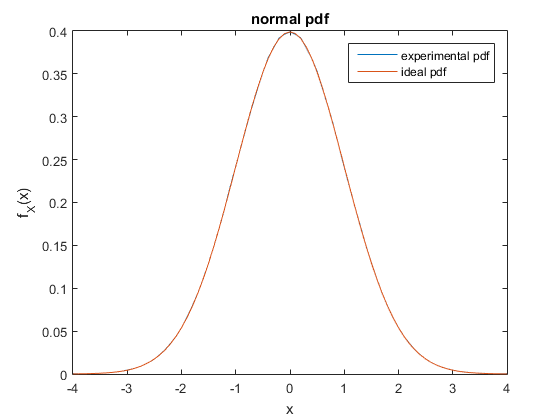 normal pdf
experimental pdf
ideal pdf
0.4
0.35
0.3
0.25
0.2
0.15
0.1
0.05
0
f_X(x)
-4 -3 -2 -1 0 1 2 3 4
x